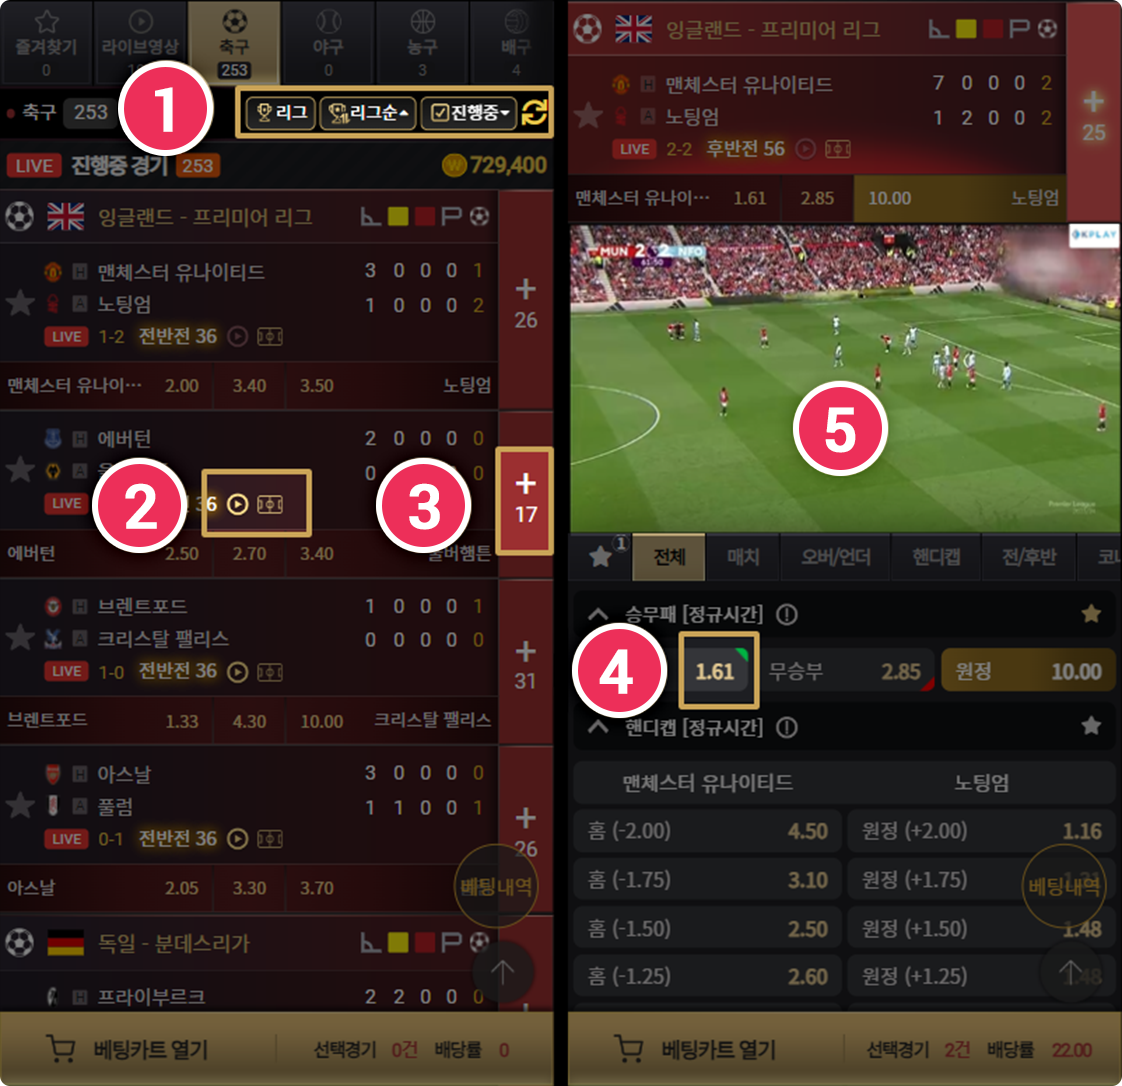 즐겨찾기
0
라이브영상
축구
253
야구
0
농구
3
배구
4
축구 253
1
리그
리그순
진행중
LIVE 진행중 경기 253
729,400
잉글랜드 - 프리미어 리그
H 맨체스터 유나이티드 3 0 0 0 1
A 노팅엄 1 0 0 0 2
LIVE 1-2 전반전 36
+
26
맨체스터 유나이··· 2.00 3.40 3.50 노팅엄
H 에버턴 2 0 0 0 0
A 0 0
LIVE 36
2
3
+
17
에버턴 2.50 2.70 3.40 울버햄튼
H 브렌트포드 1 0 0 0 1
A 크리스탈 팰리스 0 0 0 0 0
LIVE 1-0 전반전 36
+
31
브렌트포드 1.33 4.30 10.00 크리스탈 팰리스
H 아스날 3 0 0 0 0
A 풀럼 1 1 0 0 1
LIVE 0-1 전반전 36
+
26
아스날 2.05 3.30 3.70
베팅내역
독일 - 분데스리가
H 프라이부르크 2 2 0 0 0
베팅카트 열기 선택경기 0건 배당률 0
잉글랜드 - 프리미어 리그
H 맨체스터 유나이티드 7 0 0 0 2
A 노팅엄 1 2 0 0 2
LIVE 2-2 후반전 56
+
25
맨체스터 유나이··· 1.61 2.85 10.00 노팅엄
KPLAY
MUN 2 2 NFO
5
Premier League
1
전체 매치 오버/언더 핸디캡 전/후반
승무패 [정규시간]
4
1.61 무승부 2.85 원정 10.00
핸디캡 [정규시간]
맨체스터 유나이티드 노팅엄
홈 (-2.00) 4.50 원정 (+2.00) 1.16
홈 (-1.75) 3.10 원정 (+1.75)
베팅내역
홈 (-1.50) 2.50 원정 (+1.50) 1.48
홈 (-1.25) 2.60 원정 (+1.25) 1.48
베팅카트 열기 선택경기 2건 배당률 22.00